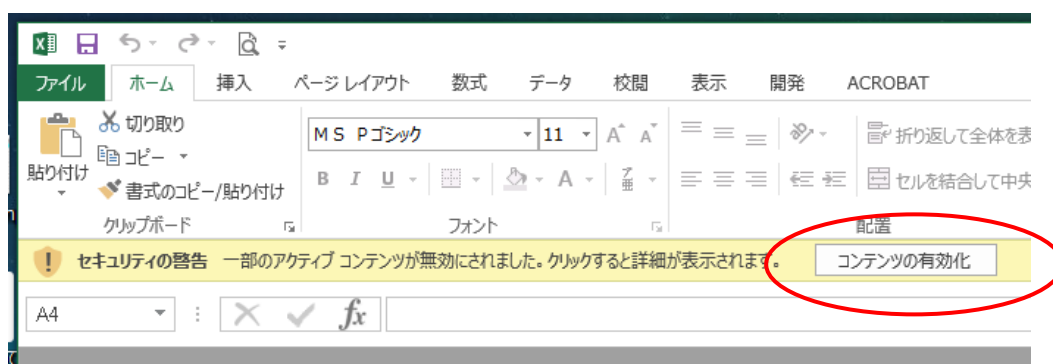 ファイル ホーム 挿入 ページ レイアウト 数式 データ 校閲 表示 開発 ACROBAT
切り取り
ＭＳ Ｐゴシック 11 A A 折り返して全体を表
コピー
貼り付け
B I U A ア亜 セルを結合して中央
書式のコピー/貼り付け
クリップボード フォント 配置
セキュリティの警告 一部のアクティブ コンテンツが無効にされました。クリックすると詳細が表示されます。 コンテンツの有効化
A4 fx